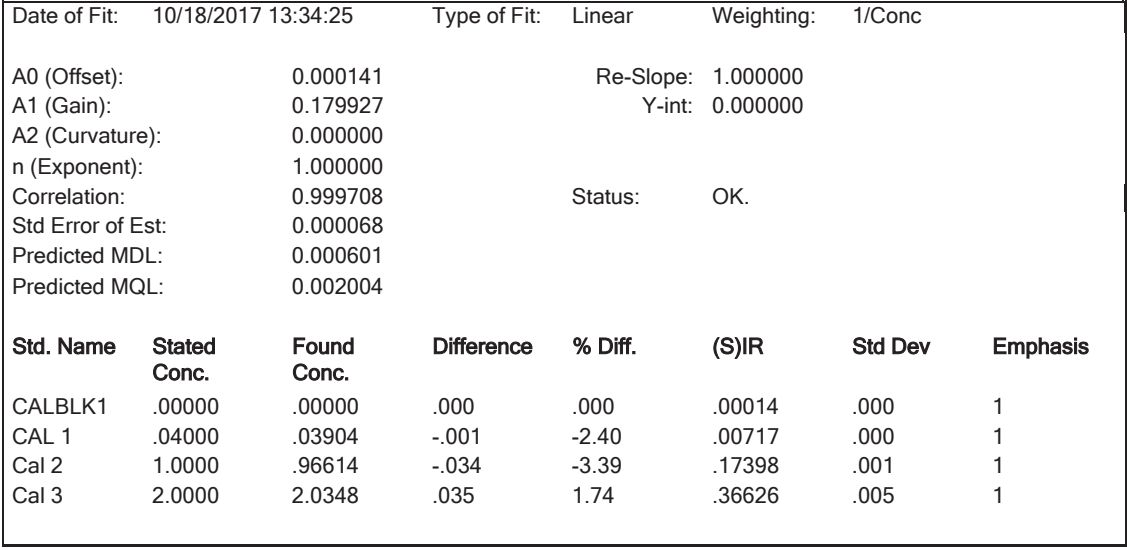 Date of Fit: 10/18/2017 13:34:25 Type of Fit: Linear Weighting: 1/Conc
A0 (Offset): 0.000141 Re-Slope: 1.000000
A1 (Gain): 0.179927 Y-int: 0.000000
A2 (Curvature): 0.000000
n (Exponent): 1.000000
Correlation: 0.999708 Status: OK.
Std Error of Est: 0.000068
Predicted MDL: 0.000601
Predicted MQL: 0.002004
Std. Name Stated Found Difference % Diff. (S)IR Std Dev Emphasis
Conc. Conc.
CALBLK1 .00000 .00000 .000 .000 .00014 .000 1
CAL 1 .04000 .03904 -.001 -2.40 .00717 .000 1
Cal 2 1.0000 .96614 -.034 -3.39 .17398 .001 1
Cal 3 2.0000 2.0348 .035 1.74 .36626 .005 1